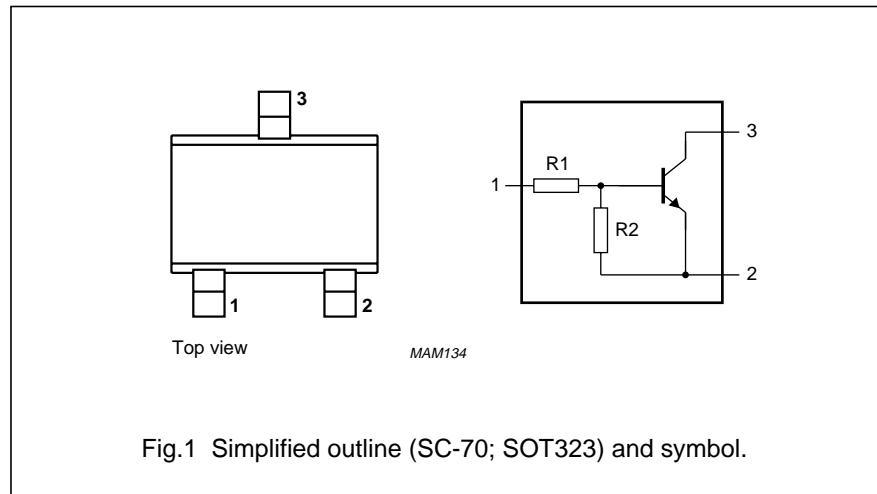 3
1
2
Top view
MAM134
1
R1
R2
3
2
Fig.1 Simplified outline (SC-70; SOT323) and symbol.